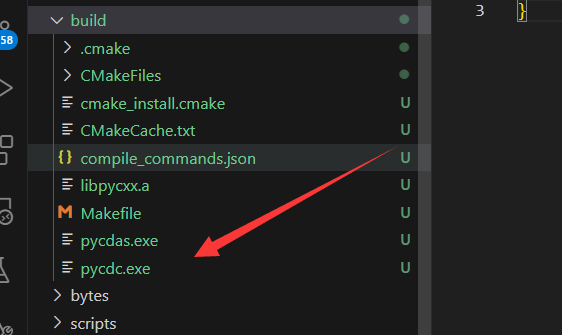 58
build
.cmake
CMakeFiles
cmake_install.cmake U
CMakeCache.txt U
{} compile_commands.json U
libpycxx.a U
M Makefile U
pycdas.exe U
pycdc.exe U
bytes
scripts
3 }